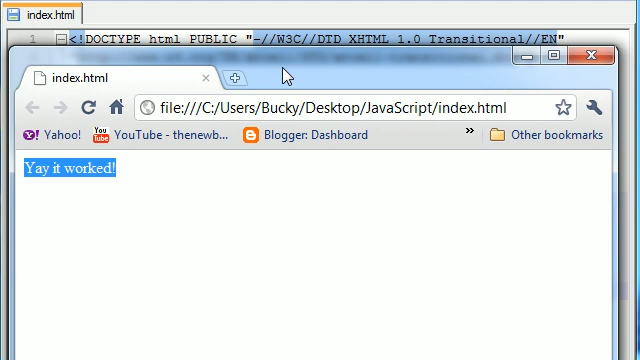 index.html
1 <!DOCTYPE html PUBLIC "-//W3C//DTD XHTML 1.0 Transitional//EN"
index.html
file:///C:/Users/Bucky/Desktop/JavaScript/index.html
Yahoo! YouTube - thenewb... Blogger: Dashboard » Other bookmarks
Yay it worked!